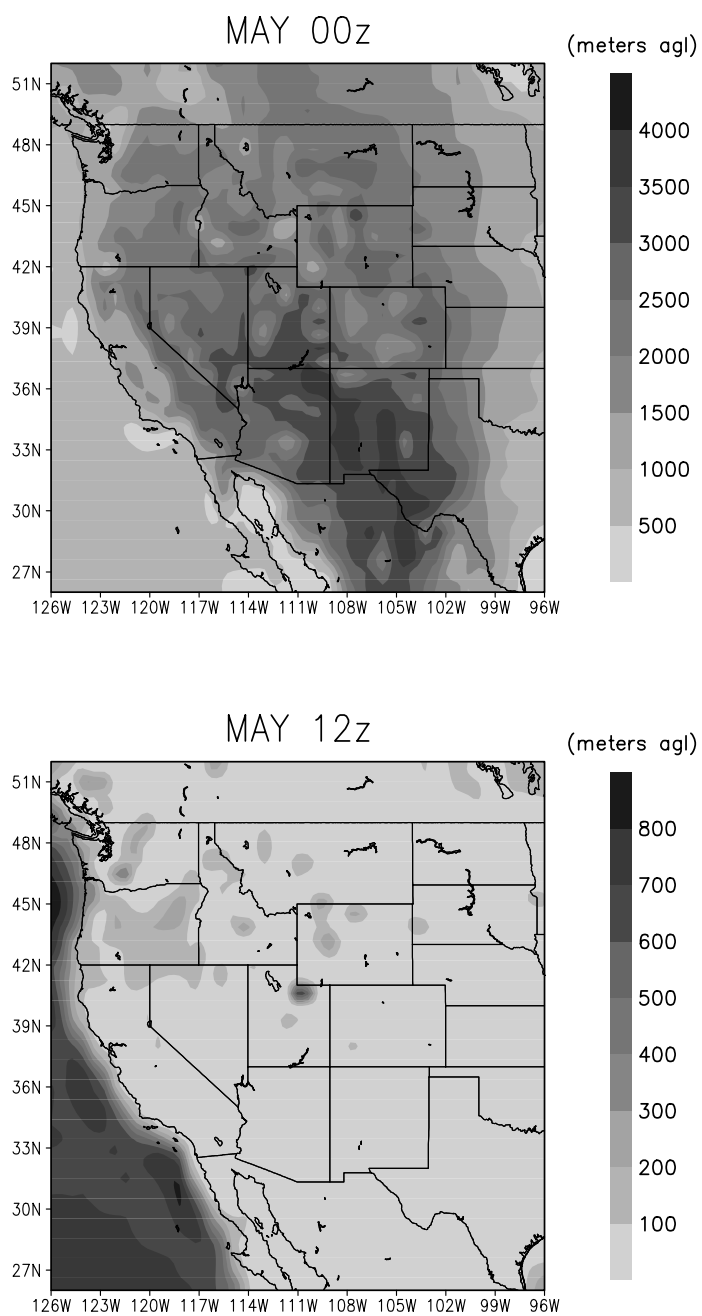 MAY 00z
(meters agl)
51N
48N
45N
42N
39N
36N
33N
30N
27N
126W 123W 120W 117W 114W 111W 108W 105W 102W 99W 96W
4000
3500
3000
2500
2000
1500
1000
500
MAY 12z
(meters agl)
51N
48N
45N
42N
39N
36N
33N
30N
27N
126W 123W 120W 117W 114W 111W 108W 105W 102W 99W 96W
800
700
600
500
400
300
200
100